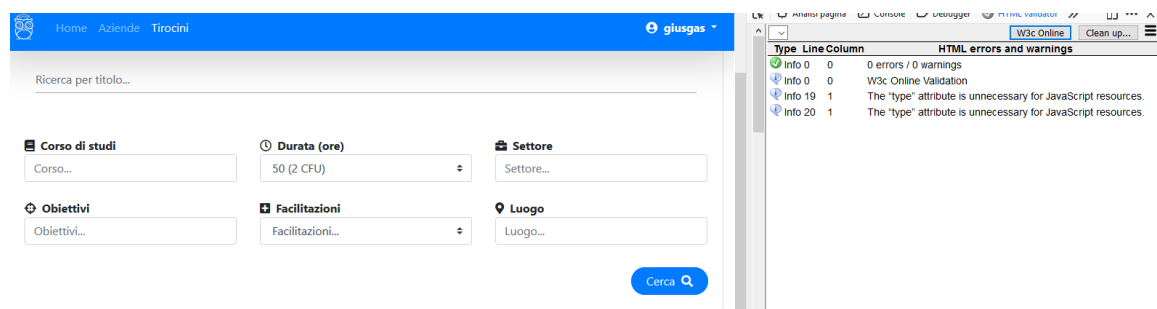 Home Aziende Tirocini giusgas
Ricerca per titolo...
Corso di studi Durata (ore) Settore
Corso... 50 (2 CFU) Settore...
Obiettivi Facilitazioni Luogo
Obiettivi... Facilitazioni... Luogo...
Cerca
Analisi pagina Console Debugger HTML validator
W3c Online Clean up...
Type Line Column HTML errors and warnings
Info 0 0 0 errors / 0 warnings
Info 0 0 W3c Online Validation
Info 19 1 The "type" attribute is unnecessary for JavaScript resources.
Info 20 1 The "type" attribute is unnecessary for JavaScript resources.